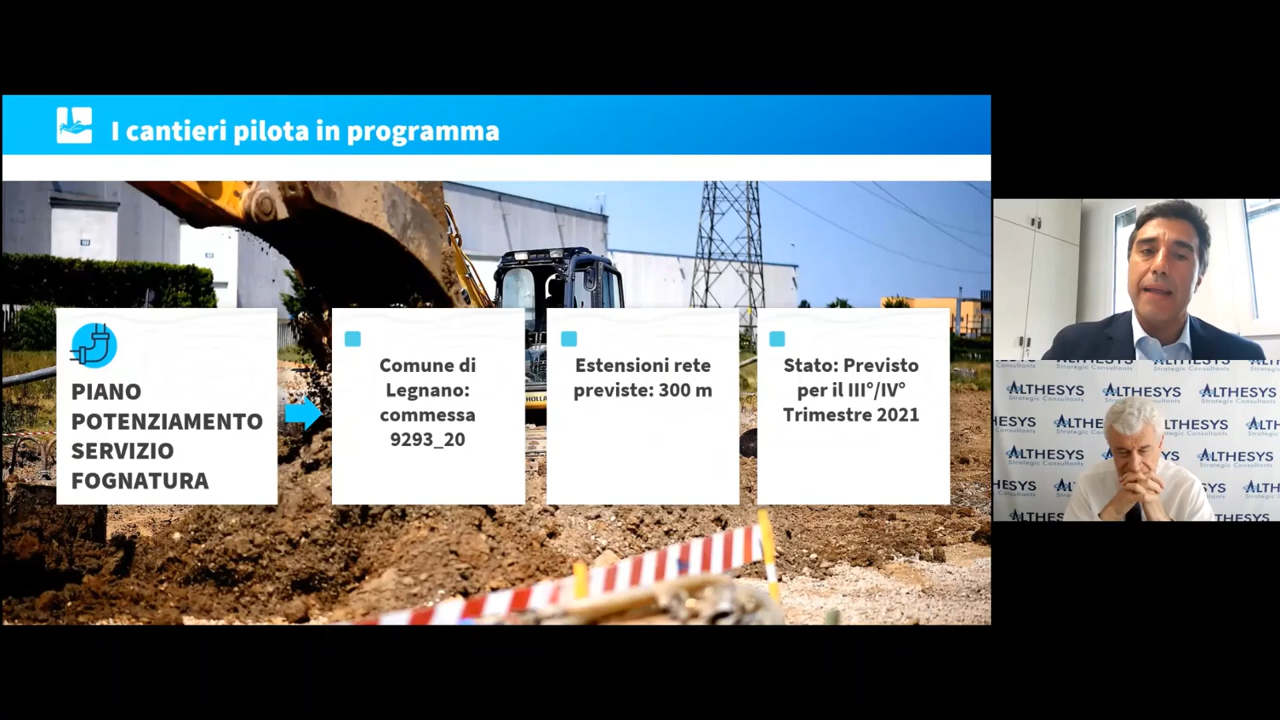 I cantieri pilota in programma
PIANO
POTENZIAMENTO
SERVIZIO
FOGNATURA
Comune di
Legnano:
commessa
9293_20
Estensioni rete
previste: 300 m
Stato: Previsto
per il III°/IV°
Trimestre 2021
ALTHESYS
Strategic Consultants